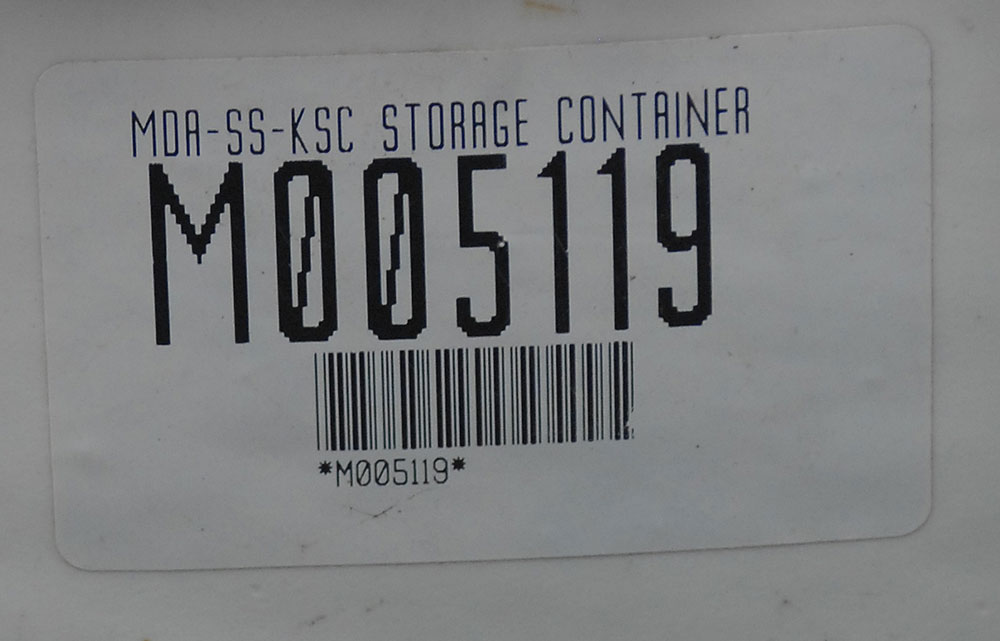 MDA-SS-KSC STORAGE CONTAINER
M005119
*M005119*